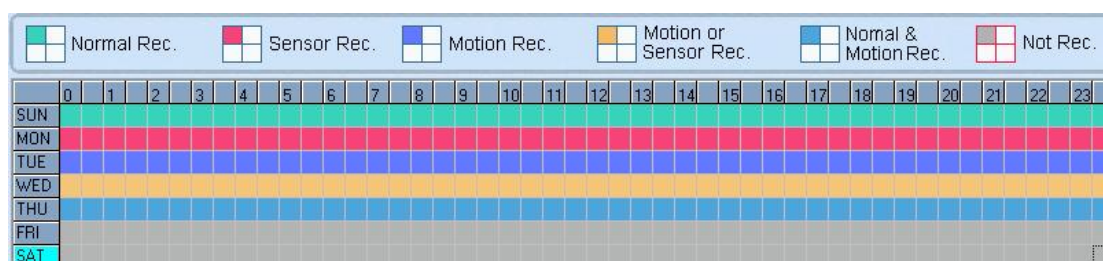 Normal Rec. Sensor Rec. Motion Rec. Motion or Sensor Rec. Nomal & Motion Rec. Not Rec.
0 1 2 3 4 5 6 7 8 9 10 11 12 13 14 15 16 17 18 19 20 21 22 23
SUN
MON
TUE
WED
THU
FRI
SAT